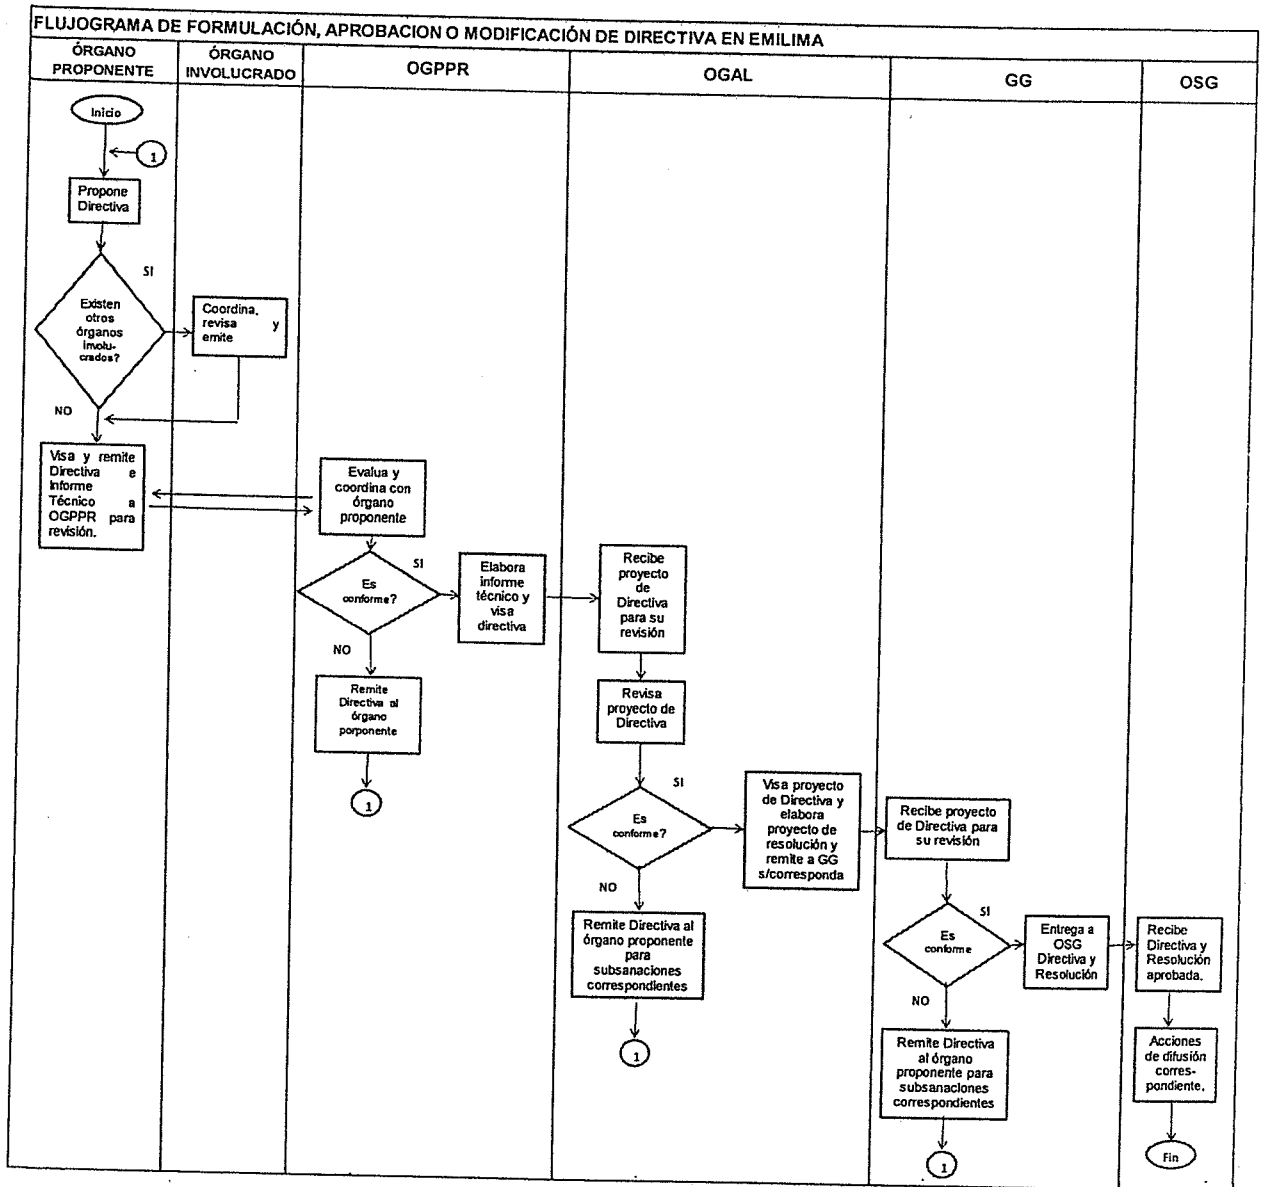 FLUJOGRAMA DE FORMULACIÓN, APROBACION O MODIFICACIÓN DE DIRECTIVA EN EMILIMA
ÓRGANO
PROPONENTE
ÓRGANO
INVOLUCRADO
OGPPR
OGAL
GG
OSG
Inicio
1
Propone
Directiva
SI
Existen
otros
órganos
involu-
crados?
NO
Coordina,
revisa y
emite
Visa y remite
Directiva e
Informe
Técnico a
OGPPR para
revisión.
Evalua y
coordina con
órgano
proponente
SI
Es
conforme?
NO
Elabora
informe
técnico y
visa
directiva
Remite
Directiva al
órgano
porponente
1
Recibe
proyecto
de
Directiva
para su
revisión
Revisa
proyecto de
Directiva
SI
Es
conforme?
NO
Visa proyecto
de Directiva y
elabora
proyecto de
resolución y
remite a GG
s/corresponda
Remite Directiva al
órgano proponente
para
subsanaciones
correspondientes
1
Recibe proyecto
de Directiva para
su revisión
SI
Es
conforme
NO
Entrega a
OSG
Directiva y
Resolución
Remite Directiva
al órgano
proponente para
subsanaciones
correspondientes
1
Recibe
Directiva y
Resolución
aprobada.
Acciones
de difusión
corres-
pondiente.
Fin